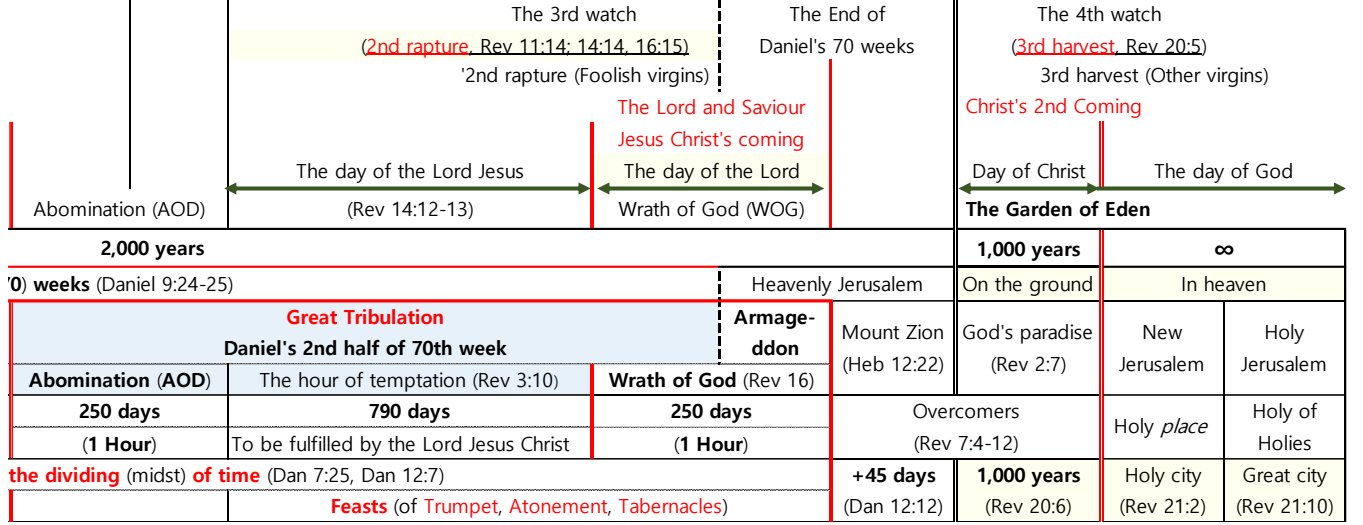 The 3rd watch
(2nd rapture, Rev 11:14; 14:14, 16:15)
'2nd rapture (Foolish virgins)
The Lord and Saviour
Jesus Christ's coming
The End of
Daniel's 70 weeks
The 4th watch
(3rd harvest, Rev 20:5)
3rd harvest (Other virgins)
Christ's 2nd Coming
The day of the Lord Jesus
The day of the Lord
Day of Christ
The day of God
Abomination (AOD)
(Rev 14:12-13)
Wrath of God (WOG)
The Garden of Eden
2,000 years
1,000 years
∞
0) weeks (Daniel 9:24-25)
Heavenly Jerusalem
On the ground
In heaven
Great Tribulation
Daniel's 2nd half of 70th week
Armage-
ddon
Mount Zion
(Heb 12:22)
God's paradise
(Rev 2:7)
New
Jerusalem
Holy
Jerusalem
Abomination (AOD)
The hour of temptation (Rev 3:10)
Wrath of God (Rev 16)
250 days
790 days
250 days
Overcomers
(Rev 7:4-12)
Holy place
Holy of
Holies
(1 Hour)
To be fulfilled by the Lord Jesus Christ
(1 Hour)
the dividing (midst) of time (Dan 7:25, Dan 12:7)
+45 days
(Dan 12:12)
1,000 years
(Rev 20:6)
Holy city
(Rev 21:2)
Great city
(Rev 21:10)
Feasts (of Trumpet, Atonement, Tabernacles)